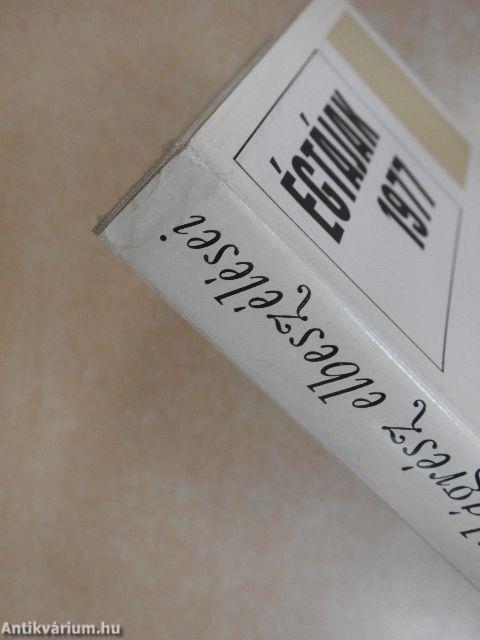 ÉGTÁJAK
1977
elbeszélései
Antikvárium.hu